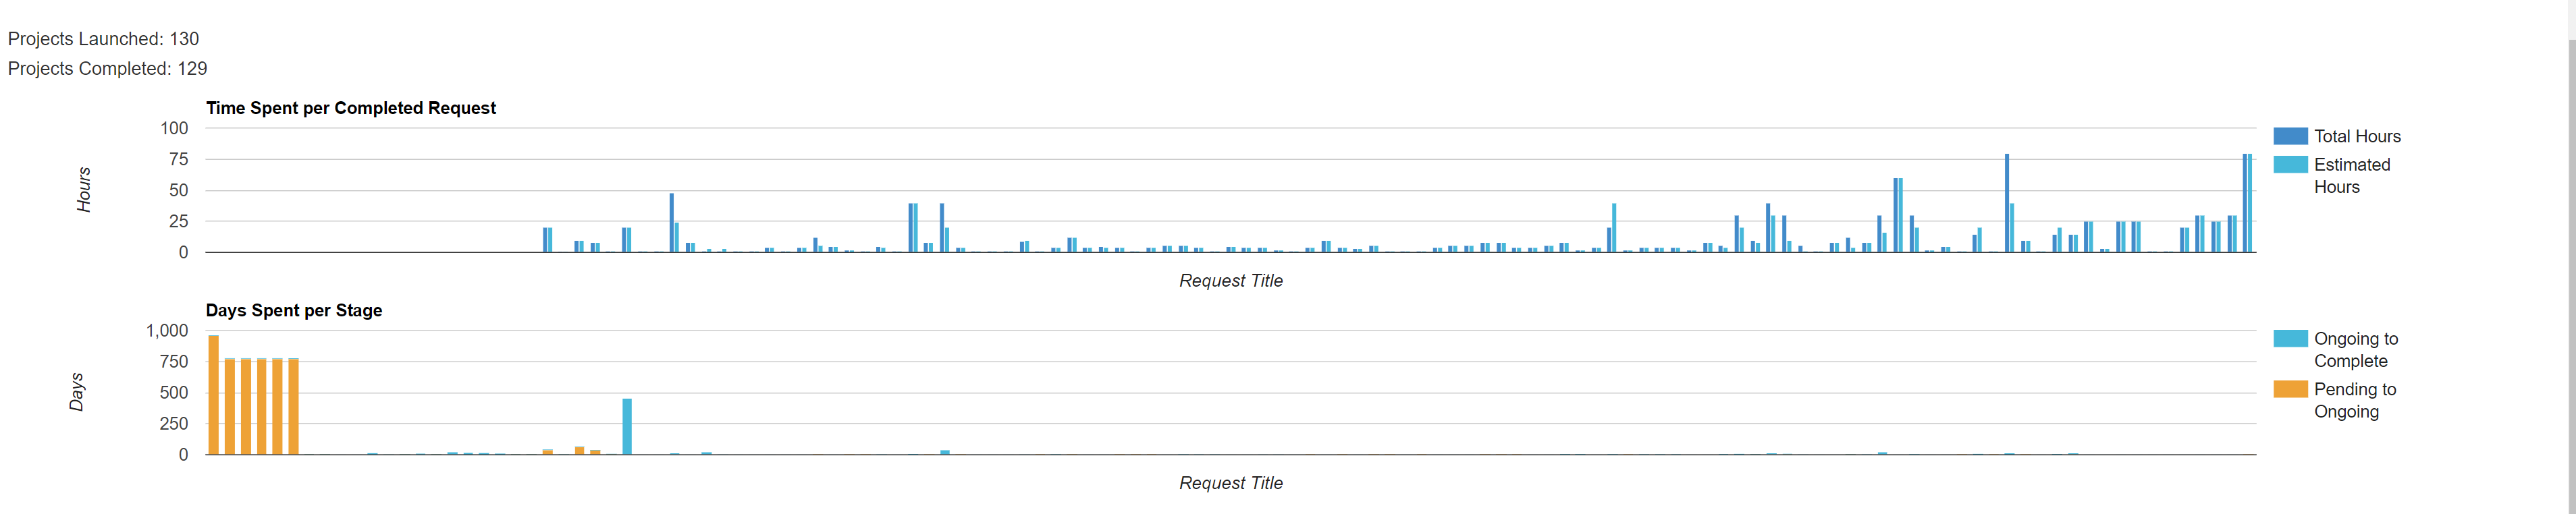 Projects Launched: 130
Projects Completed: 129
Time Spent per Completed Request
100
75
50
25
0
Hours
Request Title
Total Hours
Estimated
Hours
Days Spent per Stage
1,000
750
500
250
0
Days
Request Title
Ongoing to
Complete
Pending to
Ongoing